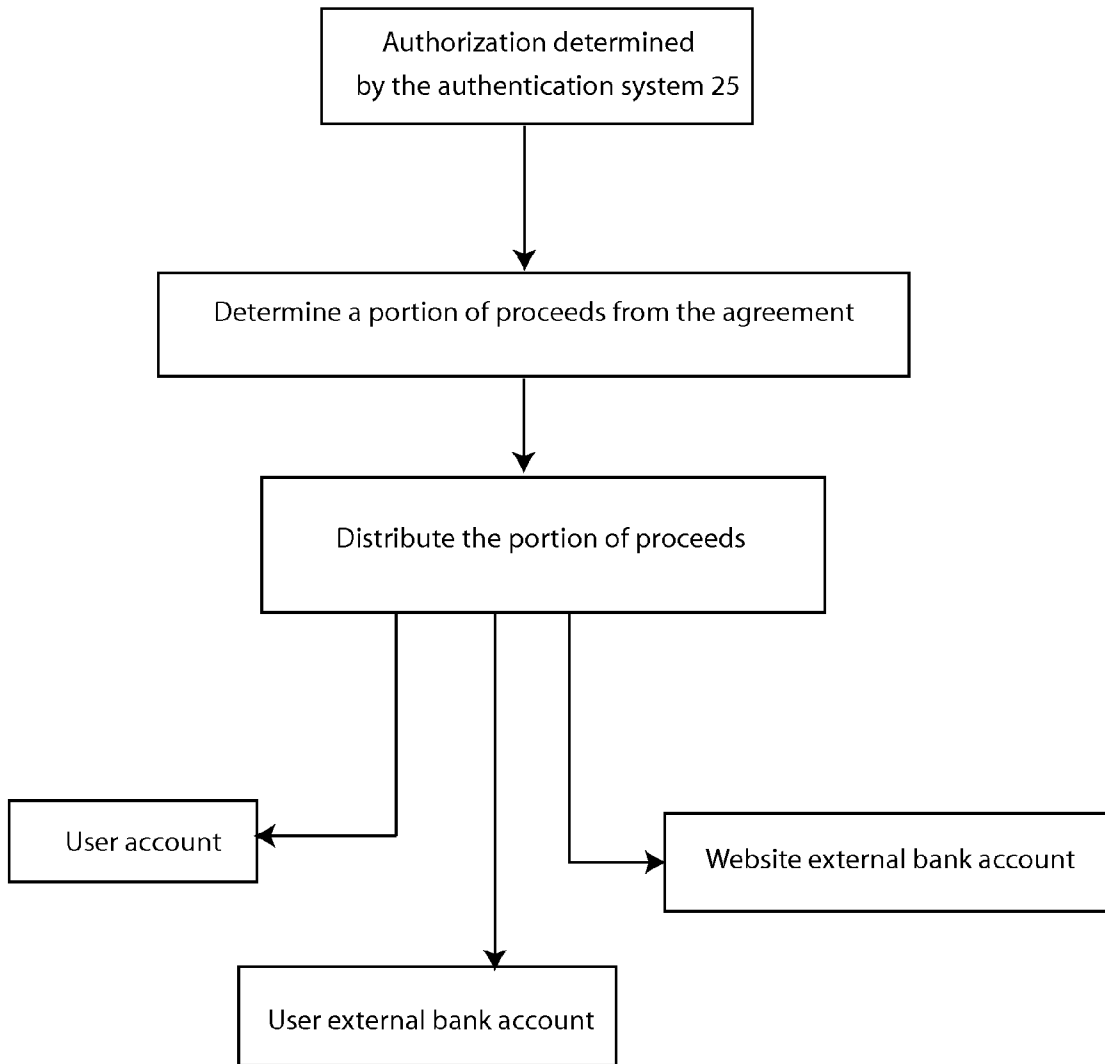 Authorization determined
by the authentication system 25
Determine a portion of proceeds from the agreement
Distribute the portion of proceeds
User account
Website external bank account
User external bank account